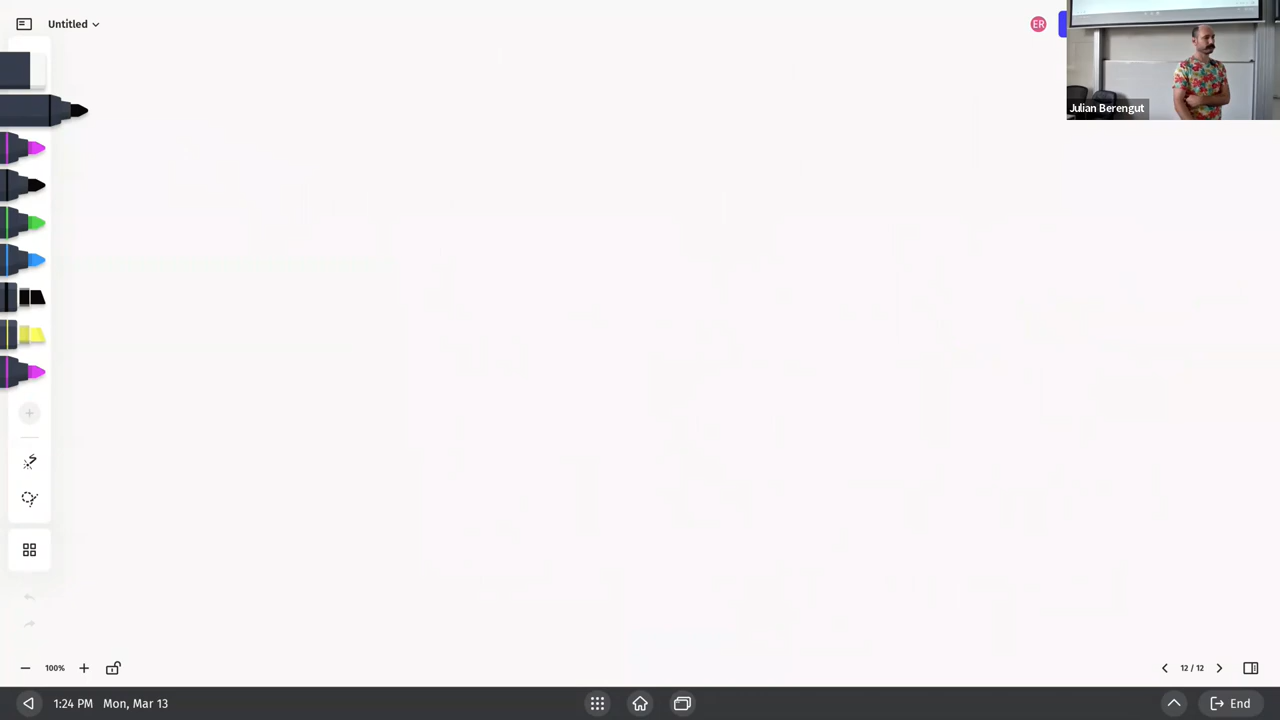 Untitled
ER
Julian Berengut
100%
12 / 12
1:24 PM Mon, Mar 13
End